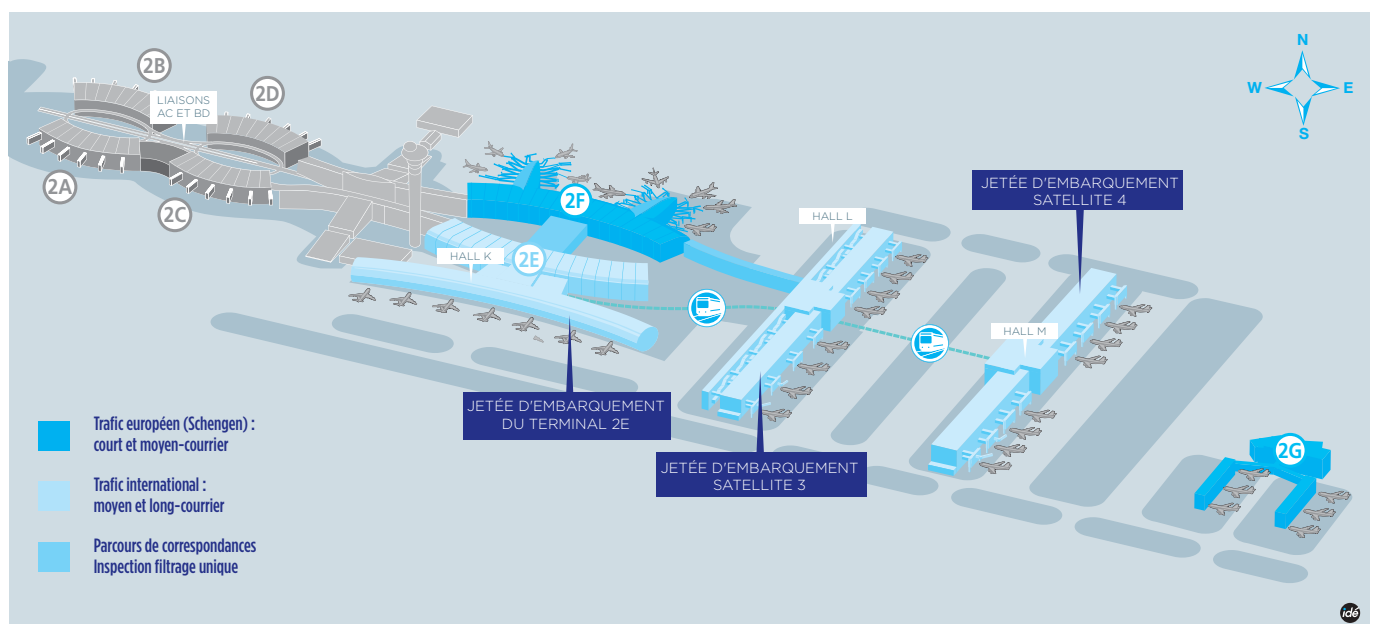 2B
LIAISONS
AC ET BD
2D
2A
2C
2F
2E
HALL K
HALL L
JETÉE D'EMBARQUEMENT
SATELLITE 4
HALL M
N
W
E
S
JETÉE D'EMBARQUEMENT
DU TERMINAL 2E
JETÉE D'EMBARQUEMENT
SATELLITE 3
2G
Trafic européen (Schengen) :
court et moyen-courrier
Trafic international :
moyen et long-courrier
Parcours de correspondances
Inspection filtrage unique
idé